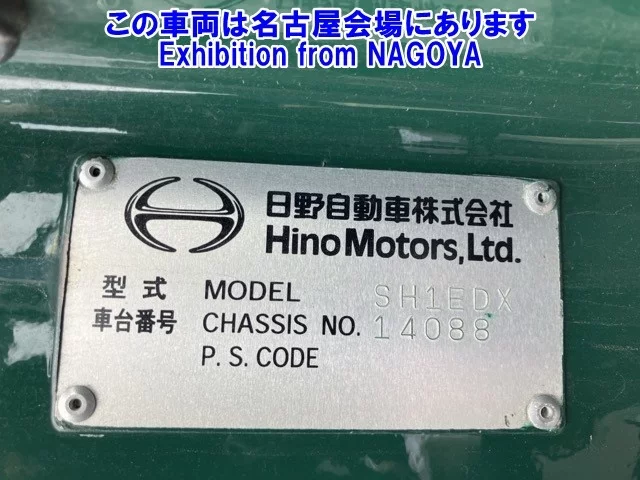 この車両は名古屋会場にあります
Exhibition from NAGOYA
日野自動車株式会社
Hino Motors, Ltd.
型式 MODEL SH1EDX
車台番号 CHASSIS NO. 14088
P. S. CODE